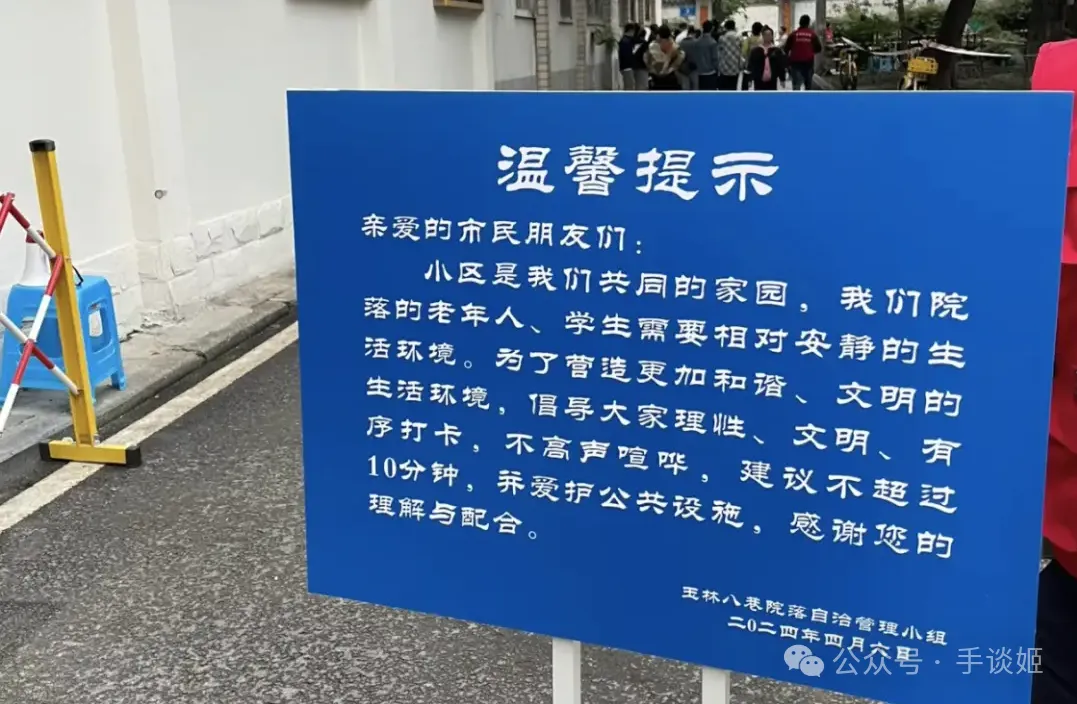 温馨提示
亲爱的市民朋友们：
小区是我们共同的家园，我们院
落的老年人、学生需要相对安静的生
活环境。为了营造更加和谐、文明的
生活环境，倡导大家理性、文明、有
序打卡，不高声喧哗，建议不超过
10分钟，并爱护公共设施，感谢您的
理解与配合。
玉林八巷院落自治管理小组
二0二四年四月六日
公众号·手谈姬